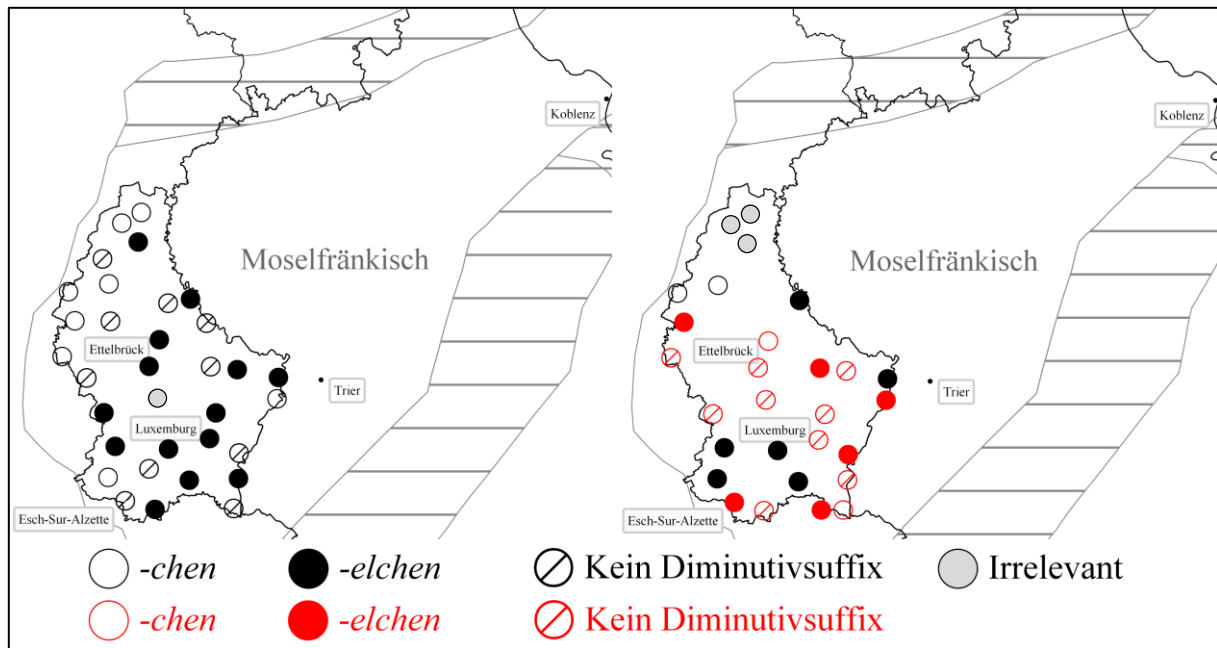 Koblenz
Moselfränkisch
Ettelbrück
Trier
Luxemburg
Esch-Sur-Alzette
Koblenz
Moselfränkisch
Ettelbrück
Trier
Luxemburg
Esch-Sur-Alzette
-chen -elchen Kein Diminutivsuffix Irrelevant
-chen -elchen Kein Diminutivsuffix